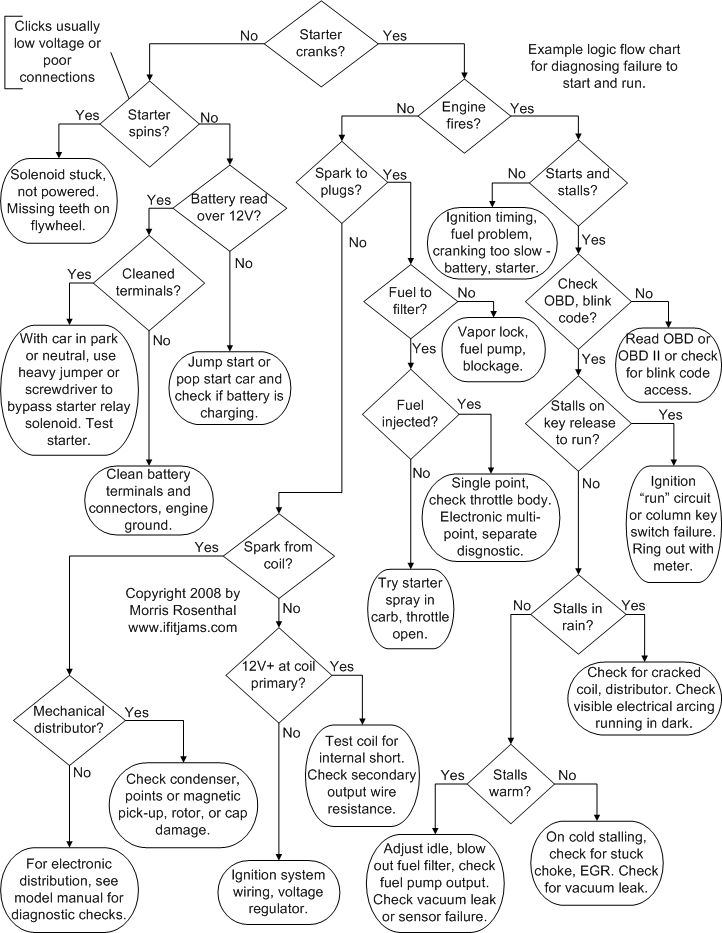 Clicks usually
low voltage or
poor
connections
No
Starter
cranks?
Yes
Example logic flow chart
for diagnosing failure to
start and run.
Yes
Starter
spins?
No
No
Engine
fires?
Yes
Solenoid stuck,
not powered.
Missing teeth on
flywheel.
Yes
Battery read
over 12V?
No
Spark to
plugs?
Yes
No
No
Starts and
stalls?
Yes
Ignition timing,
fuel problem,
cranking too slow -
battery, starter.
Yes
Cleaned
terminals?
No
Fuel to
filter?
No
Yes
Check
OBD, blink
code?
No
Yes
With car in park
or neutral, use
heavy jumper or
screwdriver to
bypass starter relay
solenoid. Test
starter.
Jump start or
pop start car and
check if battery is
charging.
Vapor lock,
fuel pump,
blockage.
Read OBD or
OBD II or check
for blink code
access.
Fuel
injected?
Yes
No
Stalls on
key release
to run?
Yes
No
Clean battery
terminals and
connectors, engine
ground.
Single point,
check throttle body.
Electronic multi-
point, separate
diagnostic.
Ignition
“run” circuit
or column key
switch failure.
Ring out with
meter.
Yes
Spark from
coil?
No
Copyright 2008 by
Morris Rosenthal
www.ifitjams.com
Try starter
spray in
carb, throttle
open.
No
Stalls in
rain?
Yes
12V+ at coil
primary?
Yes
No
Check for cracked
coil, distributor. Check
visible electrical arcing
running in dark.
Mechanical
distributor?
Yes
No
Test coil for
internal short.
Check secondary
output wire
resistance.
Yes
Stalls
warm?
No
Check condenser,
points or magnetic
pick-up, rotor, or cap
damage.
For electronic
distribution, see
model manual for
diagnostic checks.
Ignition system
wiring, voltage
regulator.
Adjust idle, blow
out fuel filter, check
fuel pump output.
Check vacuum leak
or sensor failure.
On cold stalling,
check for stuck
choke, EGR. Check
for vacuum leak.